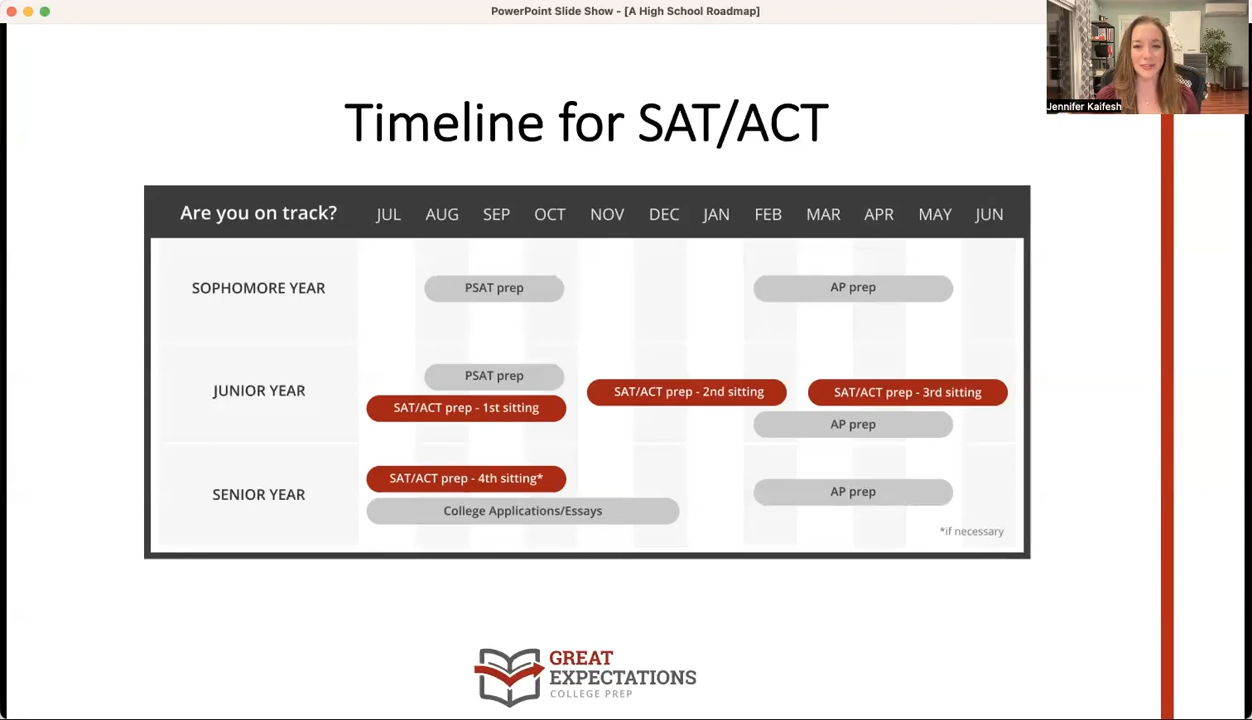 PowerPoint Slide Show - [A High School Roadmap]
Jennifer Kaifesh
Timeline for SAT/ACT
Are you on track? JUL AUG SEP OCT NOV DEC JAN FEB MAR APR MAY JUN
SOPHOMORE YEAR PSAT prep AP prep
PSAT prep
JUNIOR YEAR SAT/ACT prep - 2nd sitting SAT/ACT prep - 3rd sitting
SAT/ACT prep - 1st sitting
AP prep
SAT/ACT prep - 4th sitting*
SENIOR YEAR AP prep
College Applications/Essays
*if necessary
GREAT
EXPECTATIONS
COLLEGE PREP